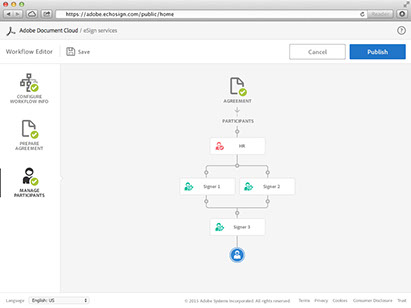 https://adobe.echosign.com/public/home
Reader
Adobe Document Cloud / eSign services
Workflow Editor
Save
Cancel
Publish
CONFIGURE
WORKFLOW INFO
PREPARE
AGREEMENT
MANAGE
PARTICIPANTS
AGREEMENT
PARTICIPANTS
HR
Signer 1
Signer 2
Signer 3
Language
English: US
© 2015 Adobe Systems Incorporated. All rights reserved.
Terms
Privacy
Cookies
Consumer Disclosure
Trust